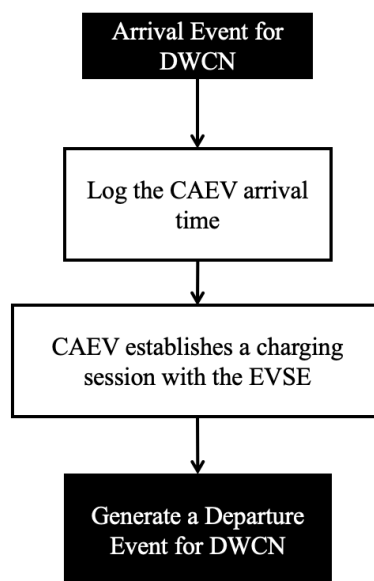 Arrival Event for
DWCN
Log the CAEV arrival
time
CAEV establishes a charging
session with the EVSE
Generate a Departure
Event for DWCN